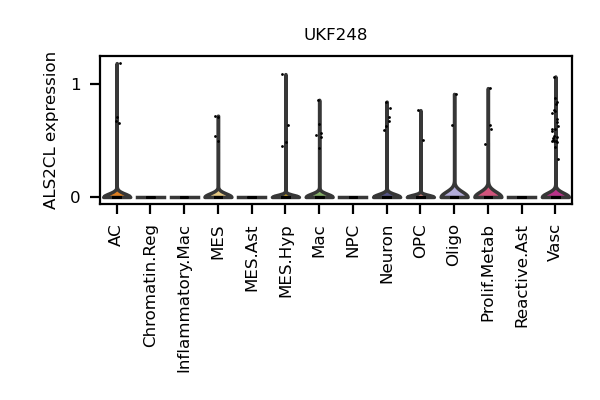 UKF248
ALS2CL expression
1
0
AC
Chromatin.Reg
Inflammatory.Mac
MES
MES.Ast
MES.Hyp
Mac
NPC
Neuron
OPC
Oligo
Prolif.Metab
Reactive.Ast
Vasc